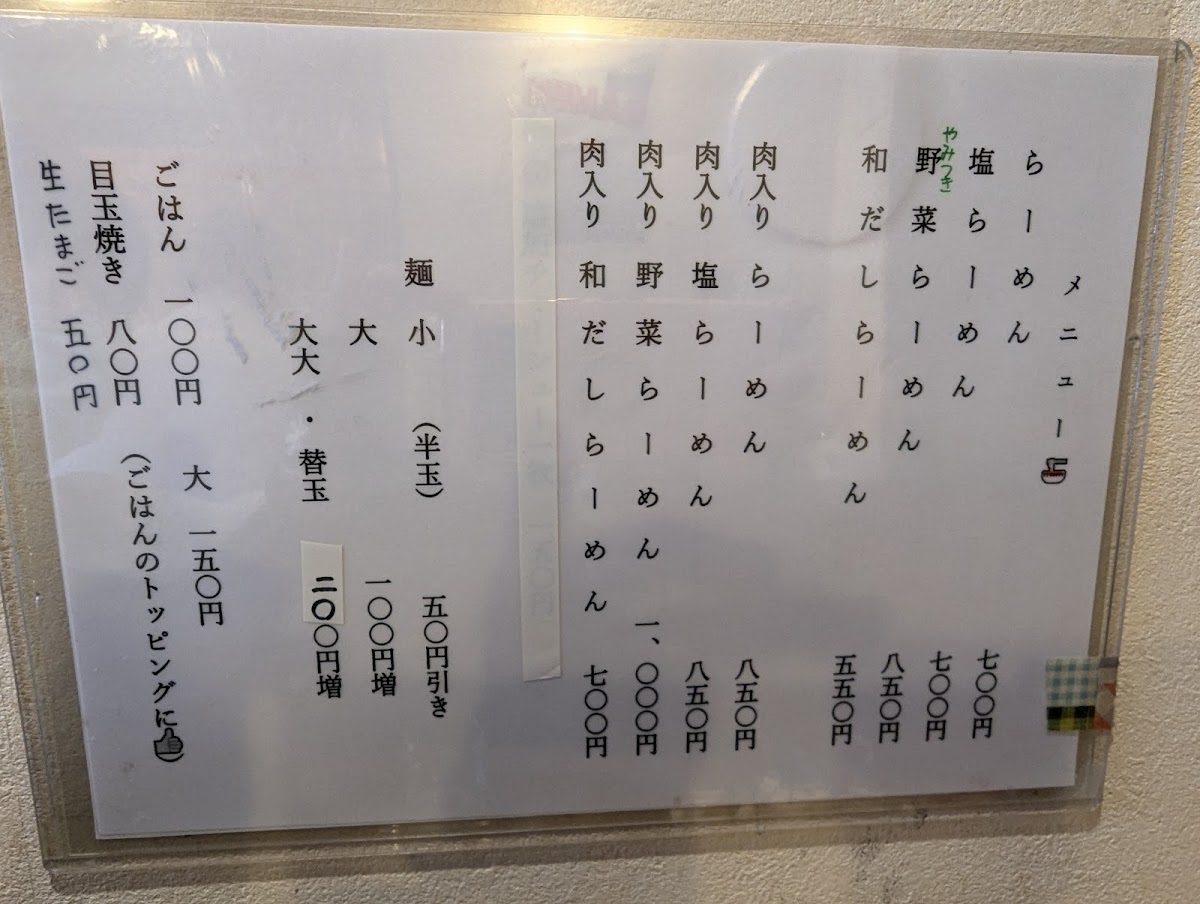 メニュー
らーめん 七〇〇円
塩らーめん 七〇〇円
やみつき
野菜らーめん 八五〇円
和だしらーめん 五五〇円
肉入り らーめん 八五〇円
肉入り 塩らーめん 八五〇円
肉入り 野菜らーめん 一、〇〇〇円
肉入り 和だしらーめん 七〇〇円
麺 小 (半玉) 五〇円引き
大 一〇〇円増
大大・替玉 二〇〇円増
ごはん 一〇〇円 大 一五〇円
目玉焼き 八〇円 (ごはんのトッピングに👍)
生たまご 五〇円